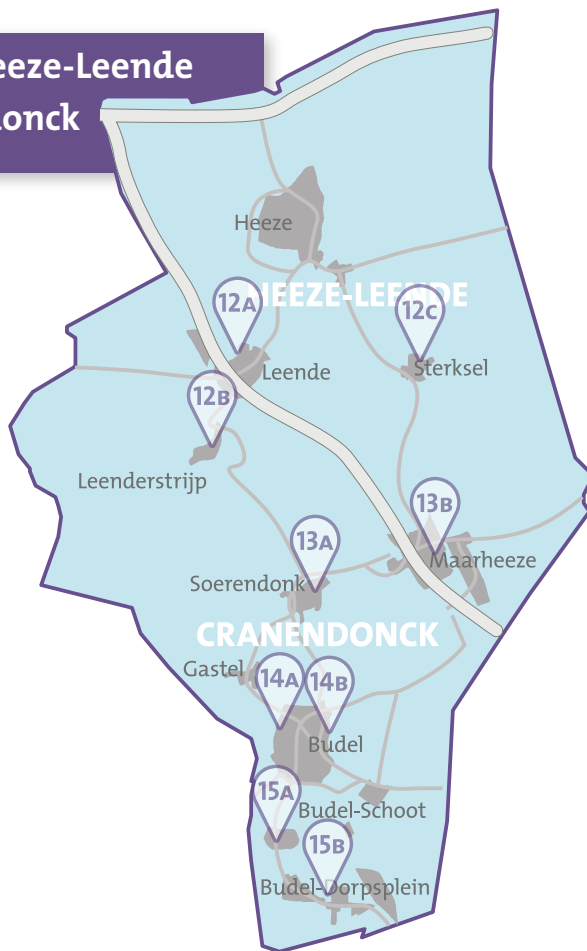 eeze-Leende
onck
Heeze
HEEZE-LEENDE
12A
12C
Leende
Sterksel
12B
Leenderstrijp
13B
13A
Maarheeze
Soerendonk
CRANENDONCK
Gastel
14A
14B
Budel
15A
Budel-Schoot
15B
Budel-Dorpsplein